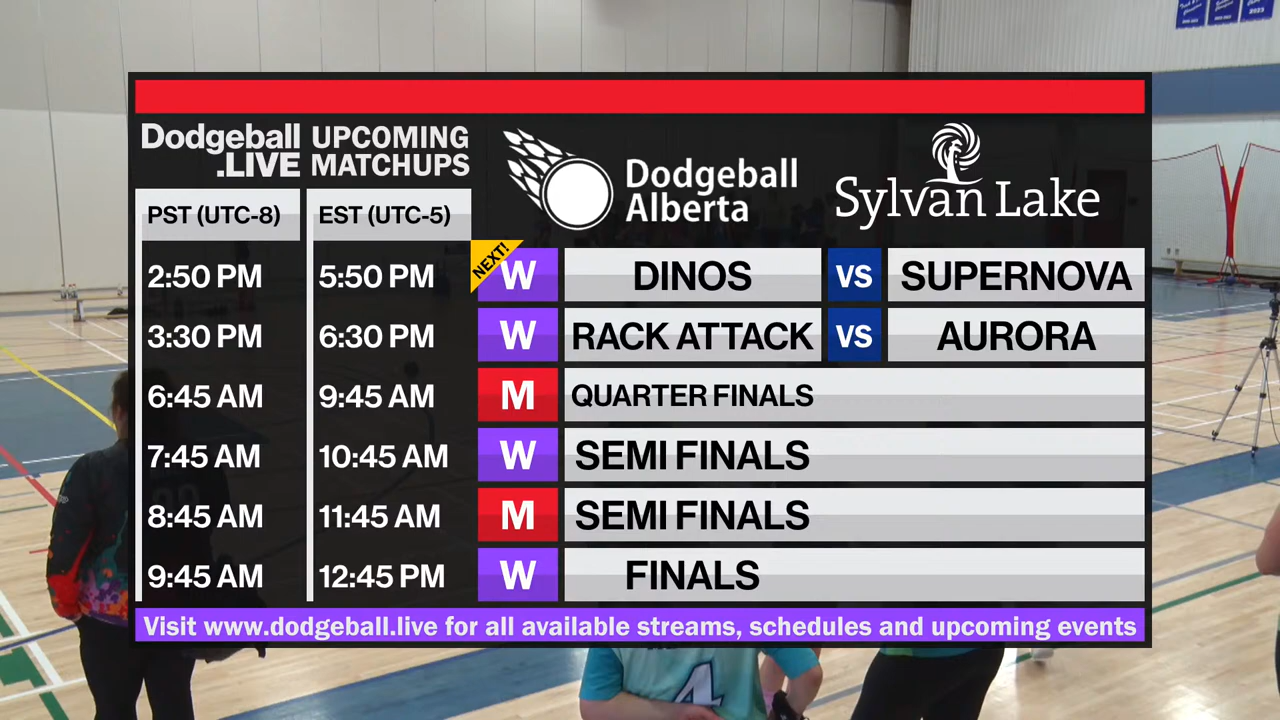 Dodgeball
.LIVE
UPCOMING
MATCHUPS
Dodgeball
Alberta
Sylvan Lake
PST (UTC-8) EST (UTC-5)
NEXT!
2:50 PM 5:50 PM W DINOS VS SUPERNOVA
3:30 PM 6:30 PM W RACK ATTACK VS AURORA
6:45 AM 9:45 AM M QUARTER FINALS
7:45 AM 10:45 AM W SEMI FINALS
8:45 AM 11:45 AM M SEMI FINALS
9:45 AM 12:45 PM W FINALS
Visit www.dodgeball.live for all available streams, schedules and upcoming events
4